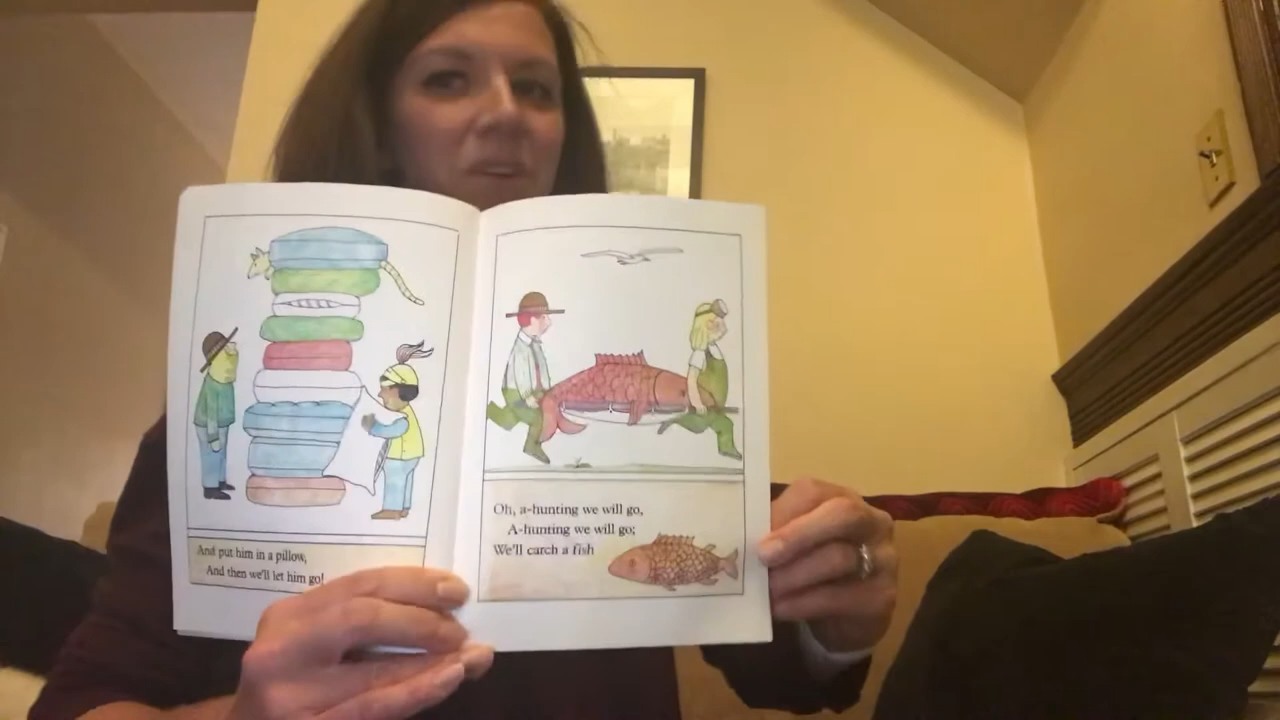 And put him in a pillow,
And then we'll let him go!
Oh, a-hunting we will go,
A-hunting we will go;
We'll catch a fish